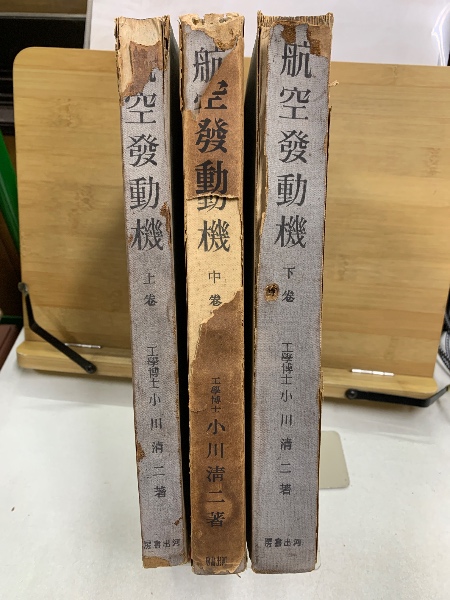 航空發動機
上卷
工學博士 小川清二著
河出書房
航空發動機
中卷
工學博士 小川清二著
航空發動機
下卷
工學博士 小川清二著
河出書房